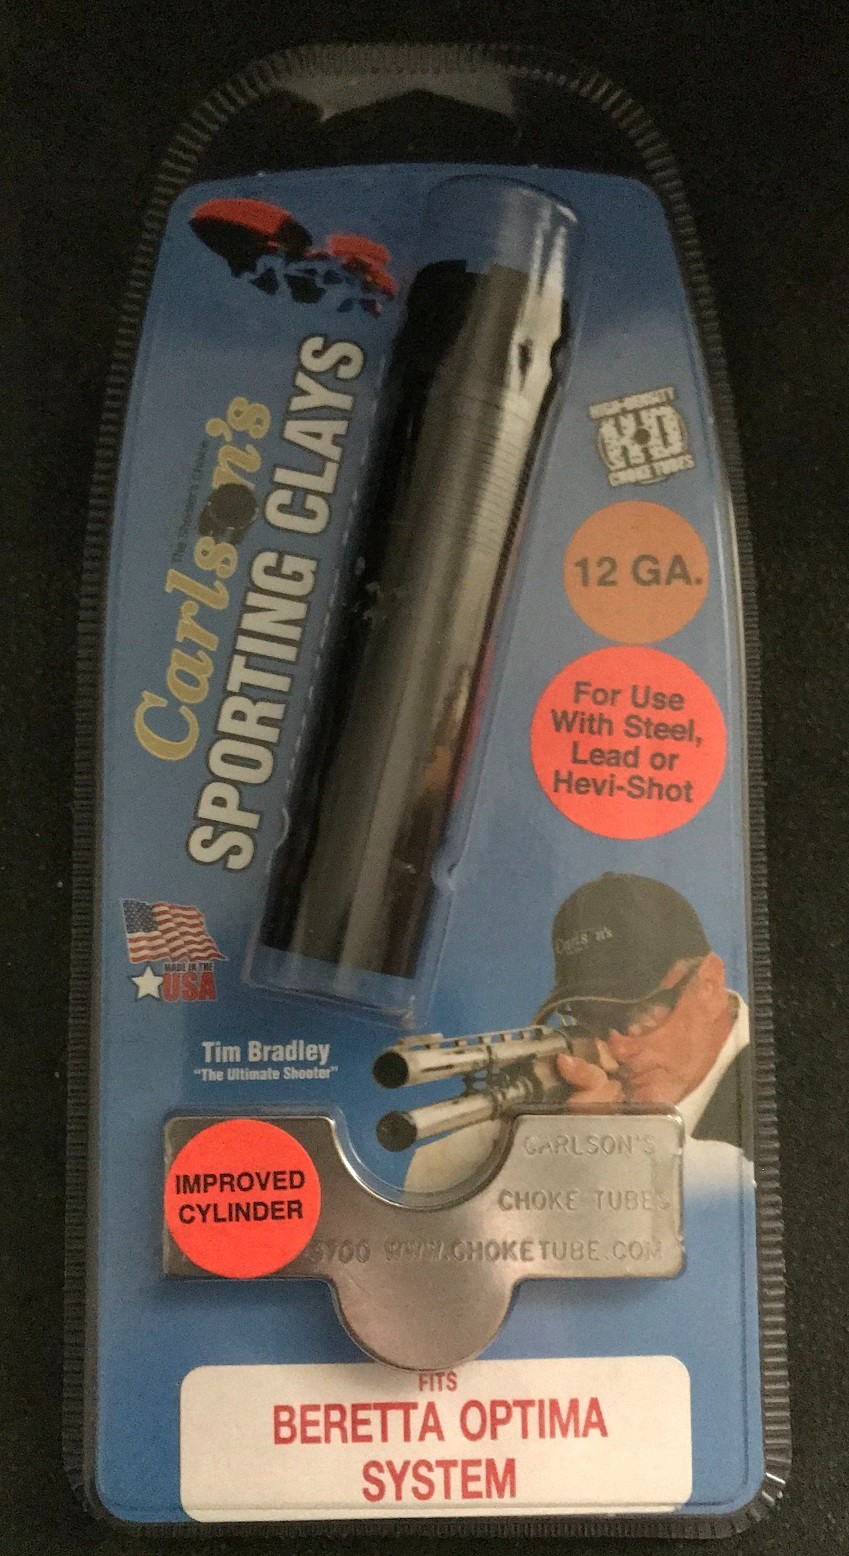 Carlson's
SPORTING CLAYS
HIGH-DENSITY
HD
CHOKE TUBES
12 GA.
For Use
With Steel,
Lead or
Hevi-Shot
MADE IN THE
USA
Carlson's
Tim Bradley
"The Ultimate Shooter"
IMPROVED
CYLINDER
CARLSON'S
CHOKE TUBES
5700 WWW.CHOKETUBE.COM
FITS
BERETTA OPTIMA
SYSTEM